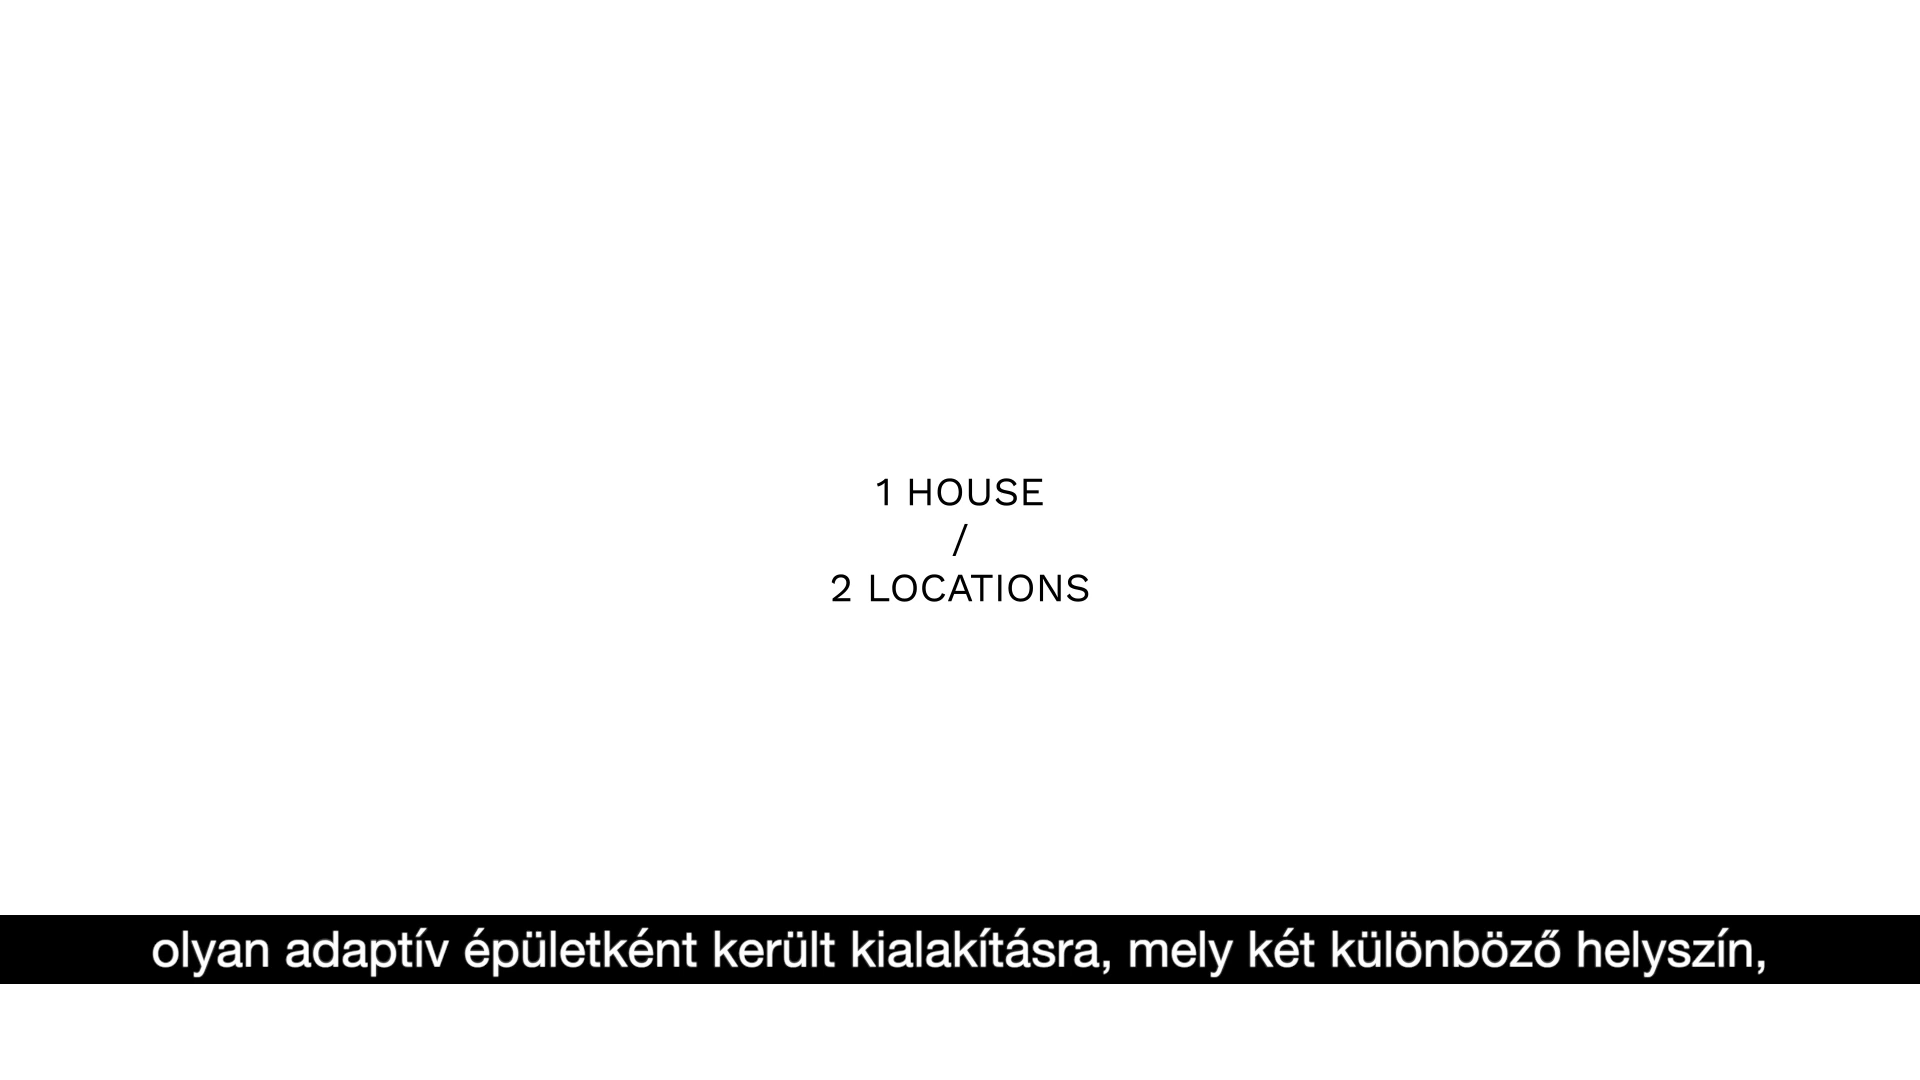 1 HOUSE
/
2 LOCATIONS
olyan adaptív épületként került kialakításra, mely két különböző helyszín,